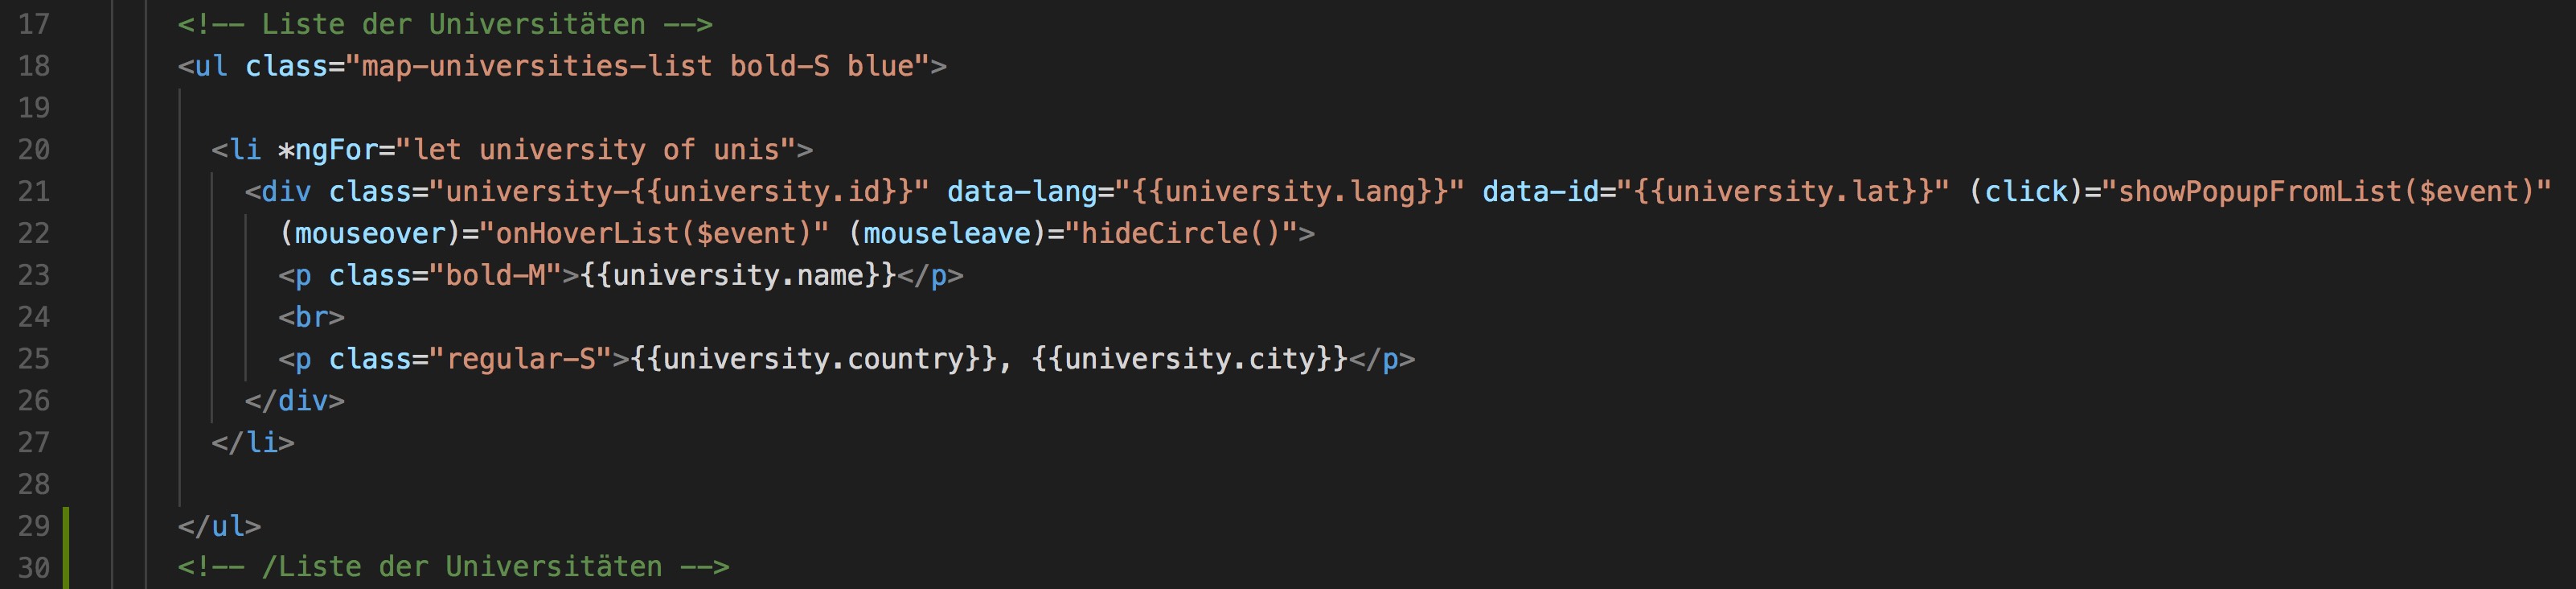 17 <!-- Liste der Universitäten -->
18 <ul class="map-universities-list bold-S blue">
19
20 <li *ngFor="let university of unis">
21 <div class="university-{{university.id}}" data-lang="{{university.lang}}" data-id="{{university.lat}}" (click)="showPopupFromList($event)"
22 (mouseover)="onHoverList($event)" (mouseleave)="hideCircle()">
23 <p class="bold-M">{{university.name}}</p>
24 <br>
25 <p class="regular-S">{{university.country}}, {{university.city}}</p>
26 </div>
27 </li>
28
29 </ul>
30 <!-- /Liste der Universitäten -->